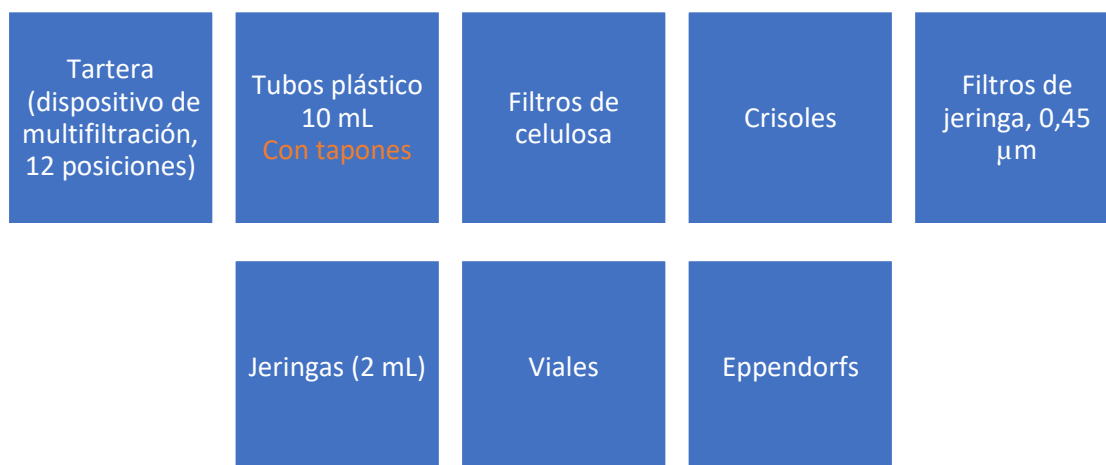 Tartera
(dispositivo de
multifiltración,
12 posiciones)
Tubos plástico
10 mL
Con tapones
Filtros de
celulosa
Crisoles
Filtros de
jeringa, 0,45
μm
Jeringas (2 mL)
Viales
Eppendorfs